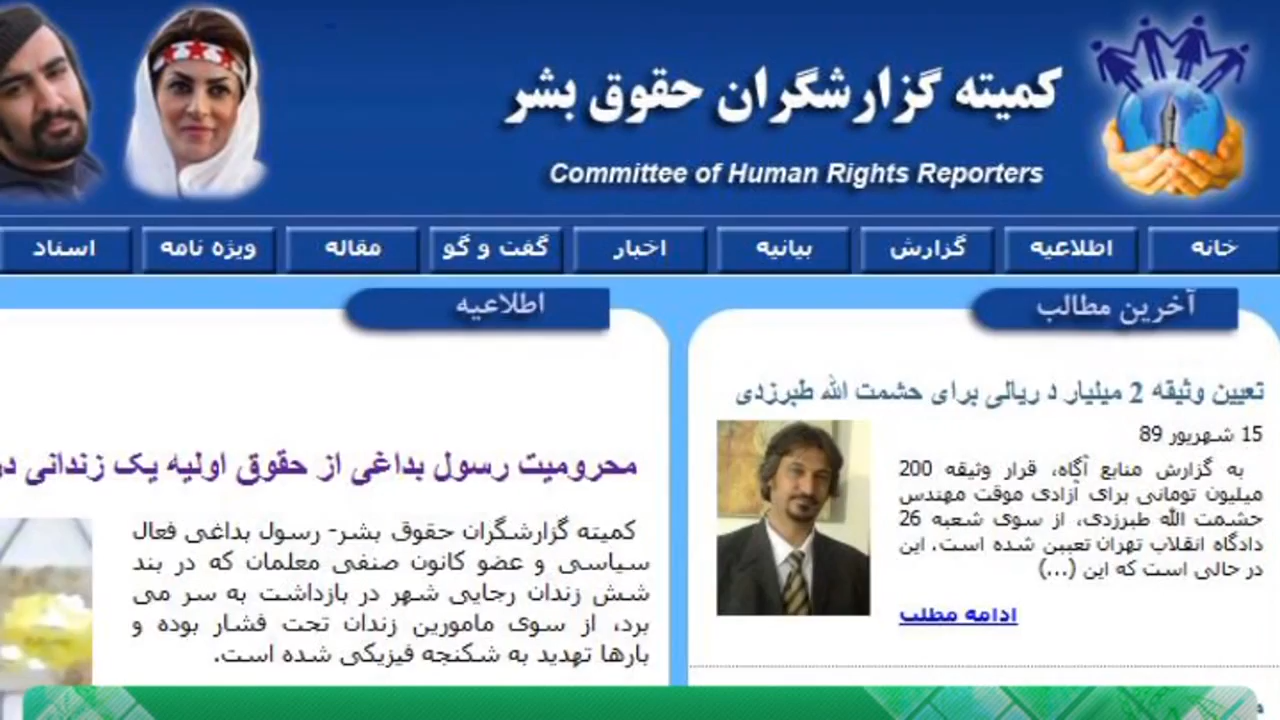 کمیته گزارشگران حقوق بشر
Committee of Human Rights Reporters
خانه
اطلاعیه
گزارش
بیانیه
اخبار
گفت و گو
مقاله
ویژه نامه
اسناد
آخرین مطالب
تعیین وثیقه 2 میلیار د ریالی برای حشمت الله طبرزدی
15 شهریور 89
به گزارش منابع آگاه، قرار وثیقه 200
میلیون تومانی برای آزادی موقت مهندس
حشمت الله طبرزدی، از سوی شعبه 26
دادگاه انقلاب تهران تعیین شده است. این
در حالی است که این (...)
ادامه مطلب
اطلاعیه
محرومیت رسول بداغی از حقوق اولیه یک زندانی در
کمیته گزارشگران حقوق بشر- رسول بداغی فعال
سیاسی و عضو کانون صنفی معلمان که در بند
شش زندان رجایی شهر در بازداشت به سر می
برد، از سوی مامورین زندان تحت فشار بوده و
بارها تهدید به شکنجه فیزیکی شده است.